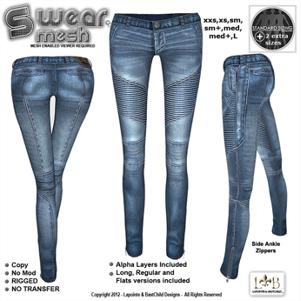 Swear
mesh
MESH ENABLED VIEWER REQUIRED
xxs,xs,sm,
sm+,med,
med+,L
STANDARD SIZING
+ 2 extra
sizes
Side Ankle
Zippers
Copy
No Mod
RIGGED
NO TRANSFER
Alpha Layers Included
Long, Regular and
Flats versions included
L B
Copyright 2012 - Lapointe & BastChild Designs - All Rights Reserved